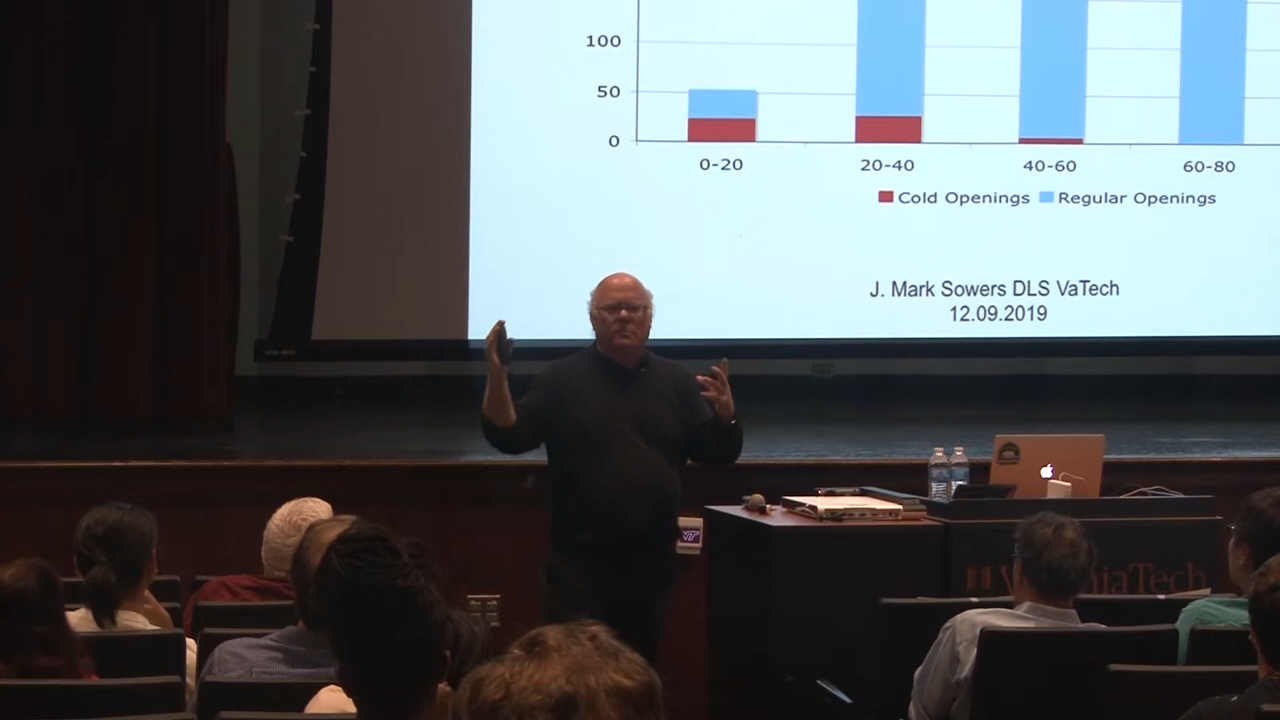 100
50
0
0-20 20-40 40-60 60-80
Cold Openings Regular Openings
J. Mark Sowers DLS VaTech
12.09.2019
VT